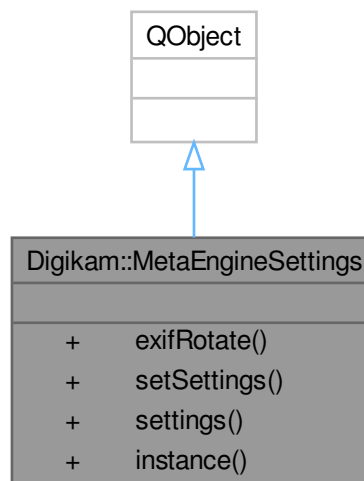 QObject
Digikam::MetaEngineSettings
+ exifRotate()
+ setSettings()
+ settings()
+ instance()